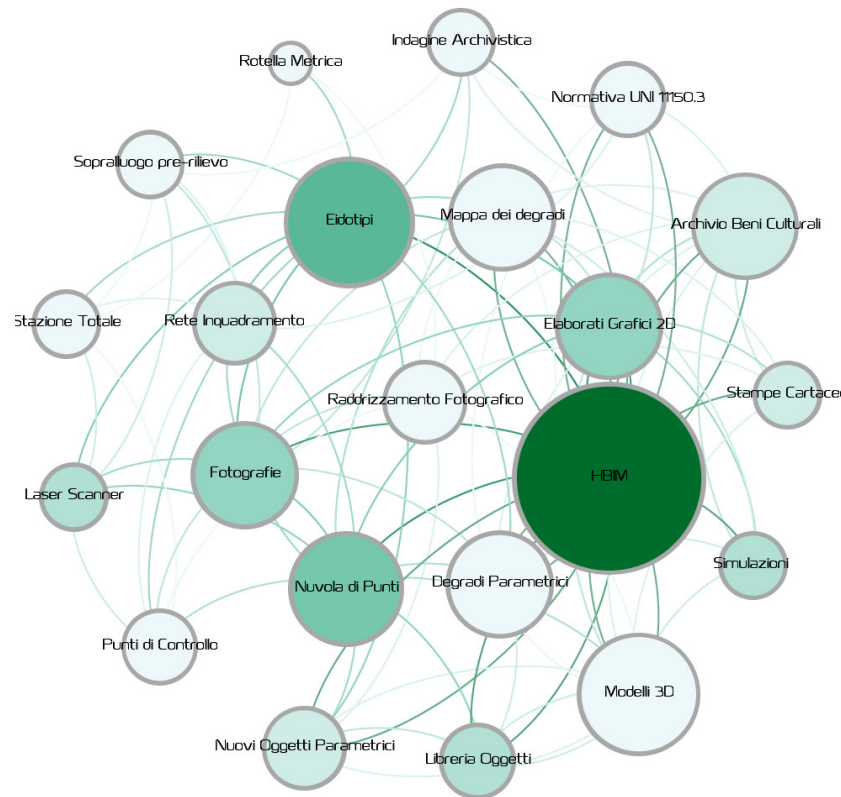 Indagine Archivistica
Rotella Metrica
Normativa UNI 11150.3
Sopralluogo pre-rilievo
Eidotipi
Mappa dei degradi
Archivio Beni Culturali
Stazione Totale
Rete Inquadramento
Elaborati Grafici 2D
Raddrizzamento Fotografico
Stampe Cartacee
Fotografie
HBIM
Laser Scanner
Nuvola di Punti
Degradi Parametrici
Simulazioni
Punti di Controllo
Modelli 3D
Nuovi Oggetti Parametrici
Libreria Oggetti